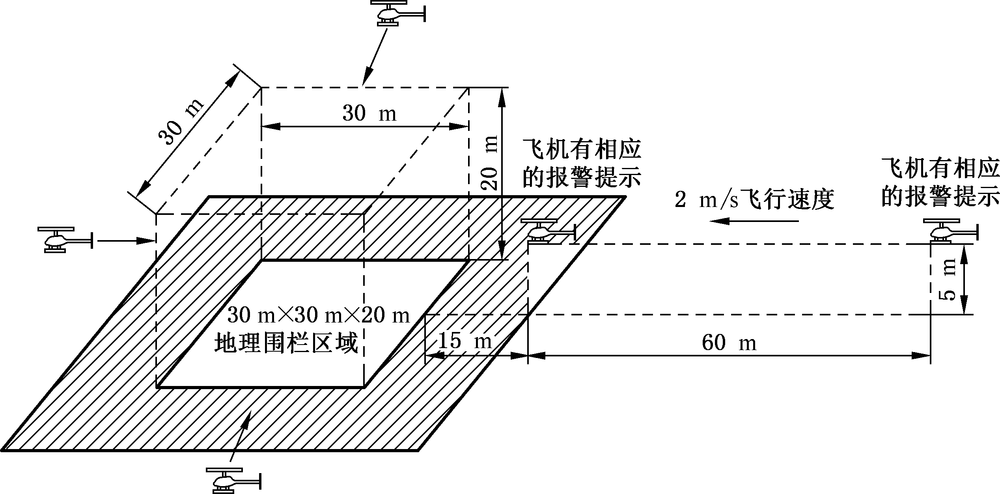 30 m
30 m
20 m
飞机有相应
的报警提示
2 m/s飞行速度
飞机有相应
的报警提示
5 m
30 m×30 m×20 m
地理围栏区域
15 m
60 m